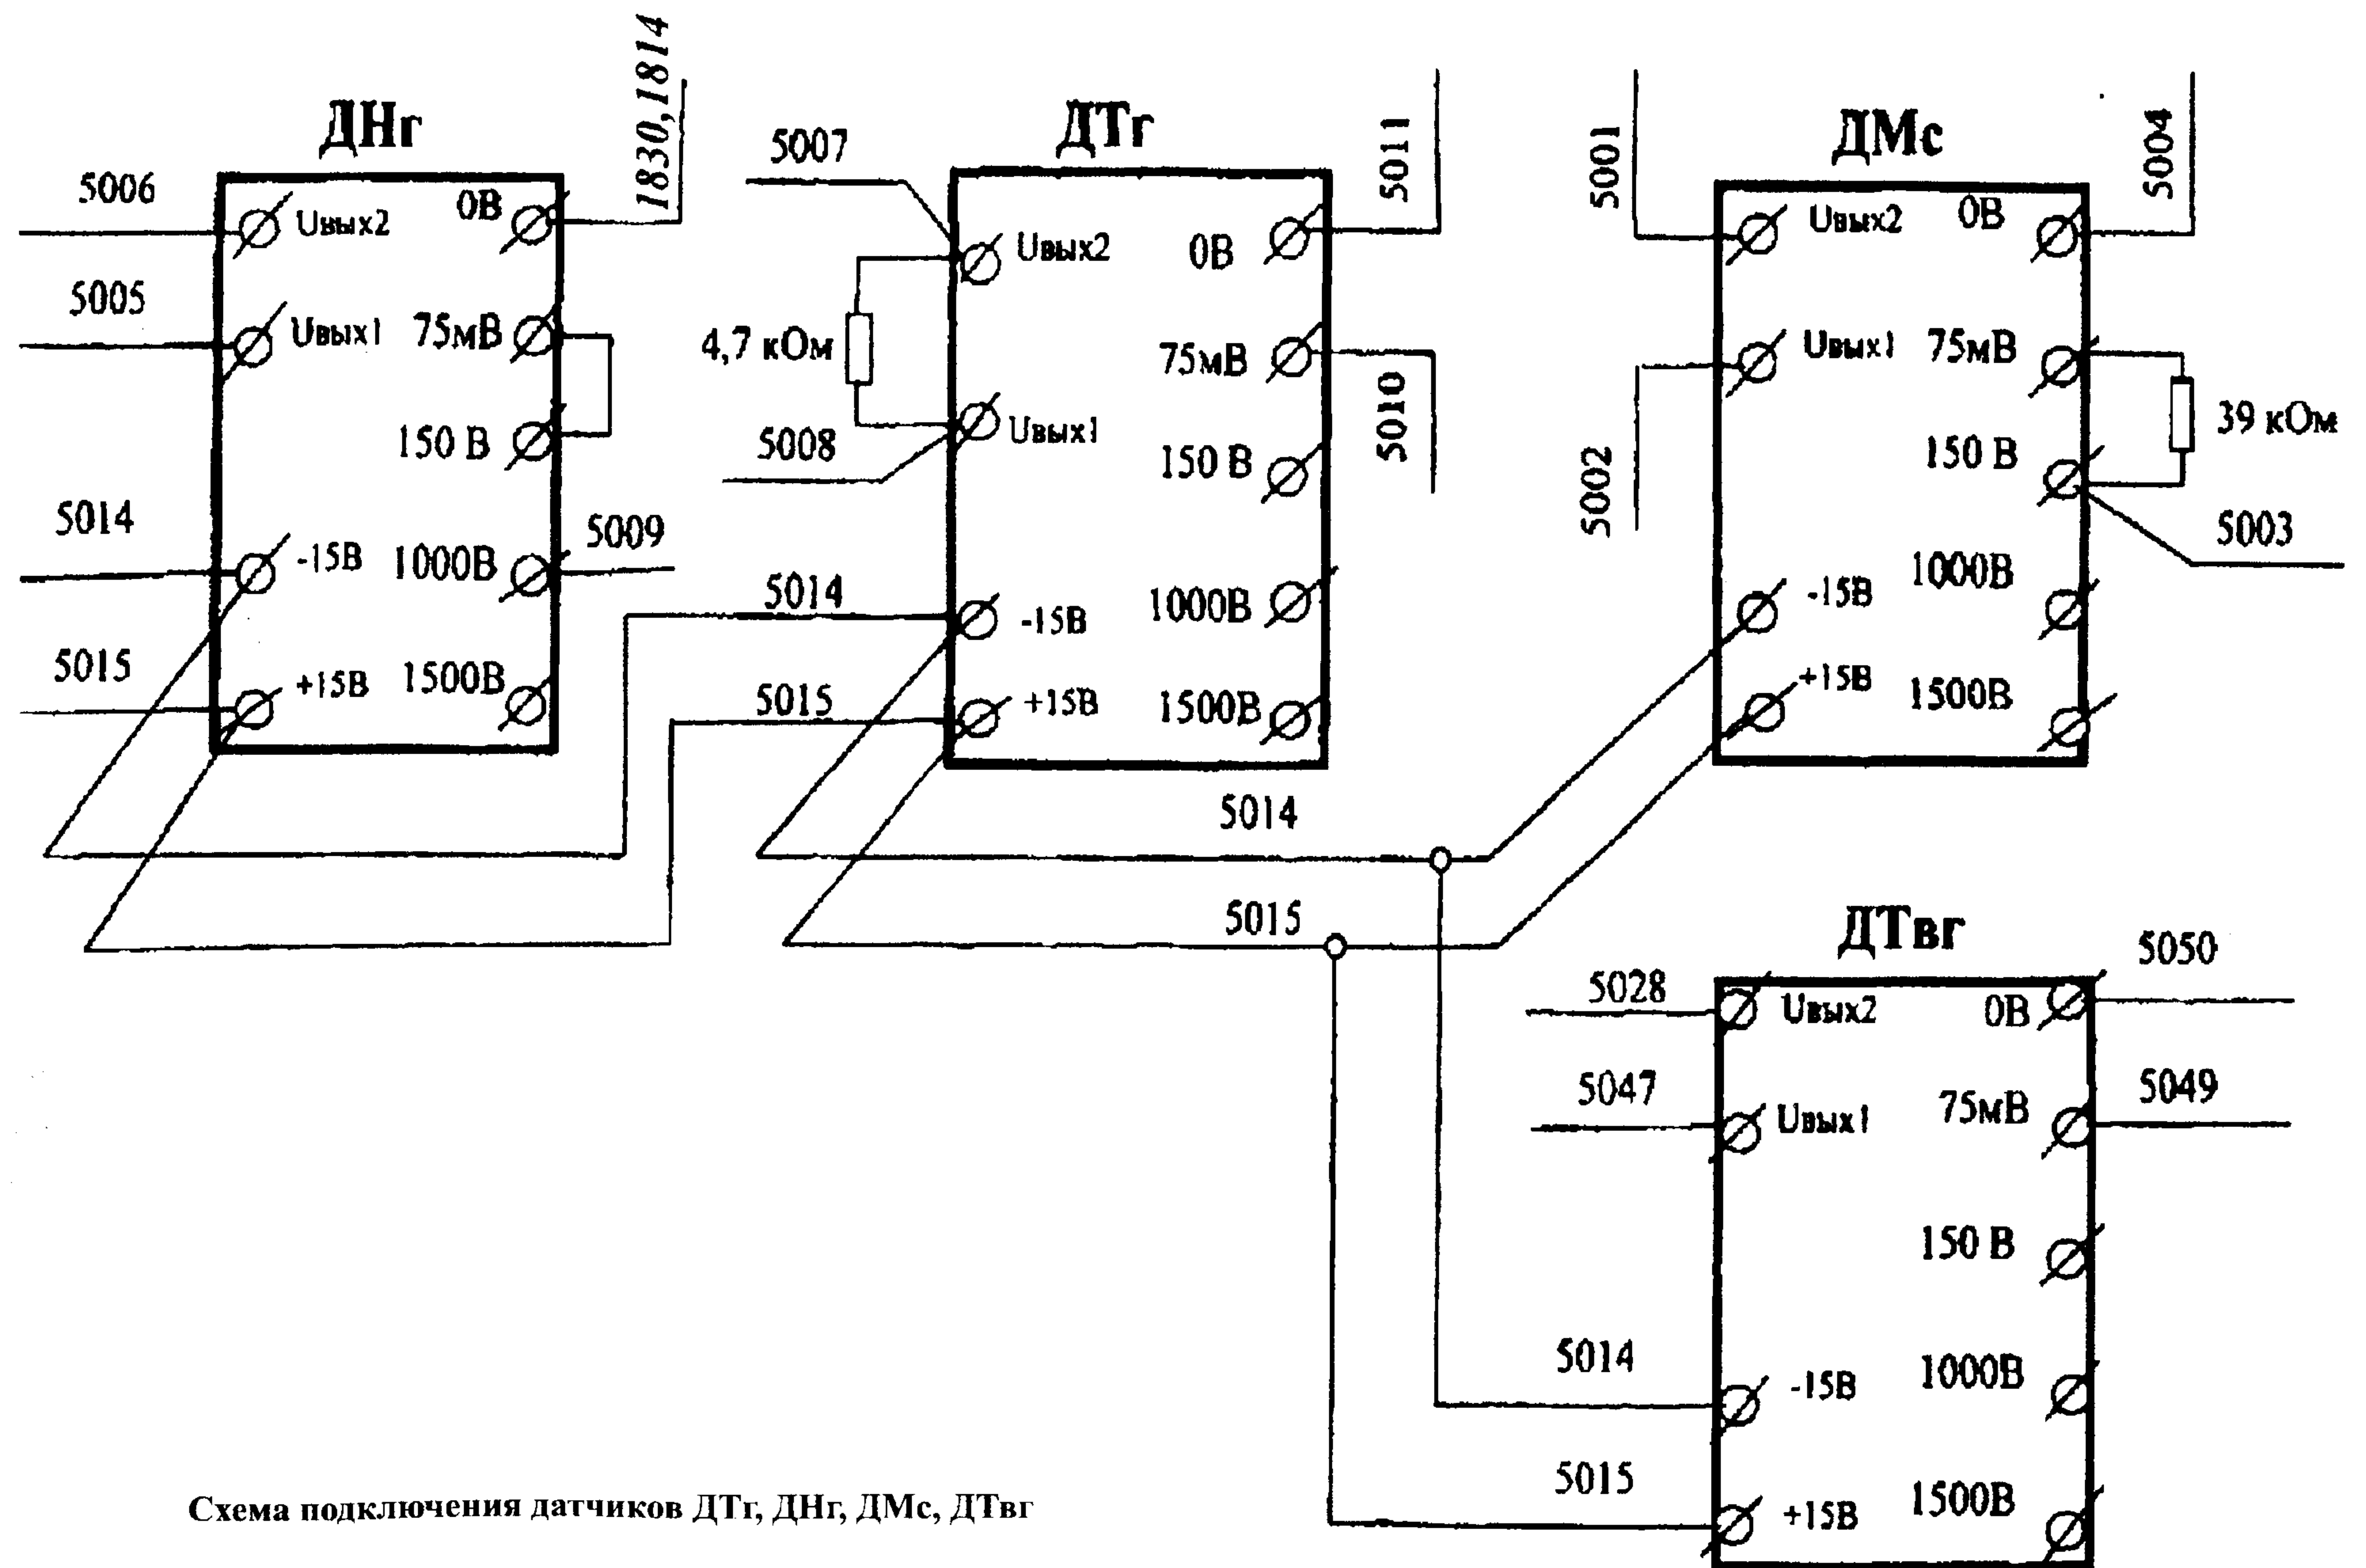 ДНг
1830,1814
5006
Uвых2
0В
5005
Uвых1
75мВ
150 В
5014
-15В
1000В
5009
5015
+15В
1500В
ДТг
5007
5011
Uвых2
0В
4,7 кОм
75мВ
5010
5008
Uвых1
150 В
5014
-15В
1000В
5015
+15В
1500В
ДМс
5001
5004
Uвых2
0В
Uвых1
75мВ
39 кОм
5002
150 В
5003
-15В
1000В
+15В
1500В
5014
5015
ДТвг
5028
Uвых2
0В
5050
5047
Uвых1
75мВ
5049
150 В
5014
-15В
1000В
5015
+15В
1500В
Схема подключения датчиков ДТг, ДНг, ДМс, ДТвг